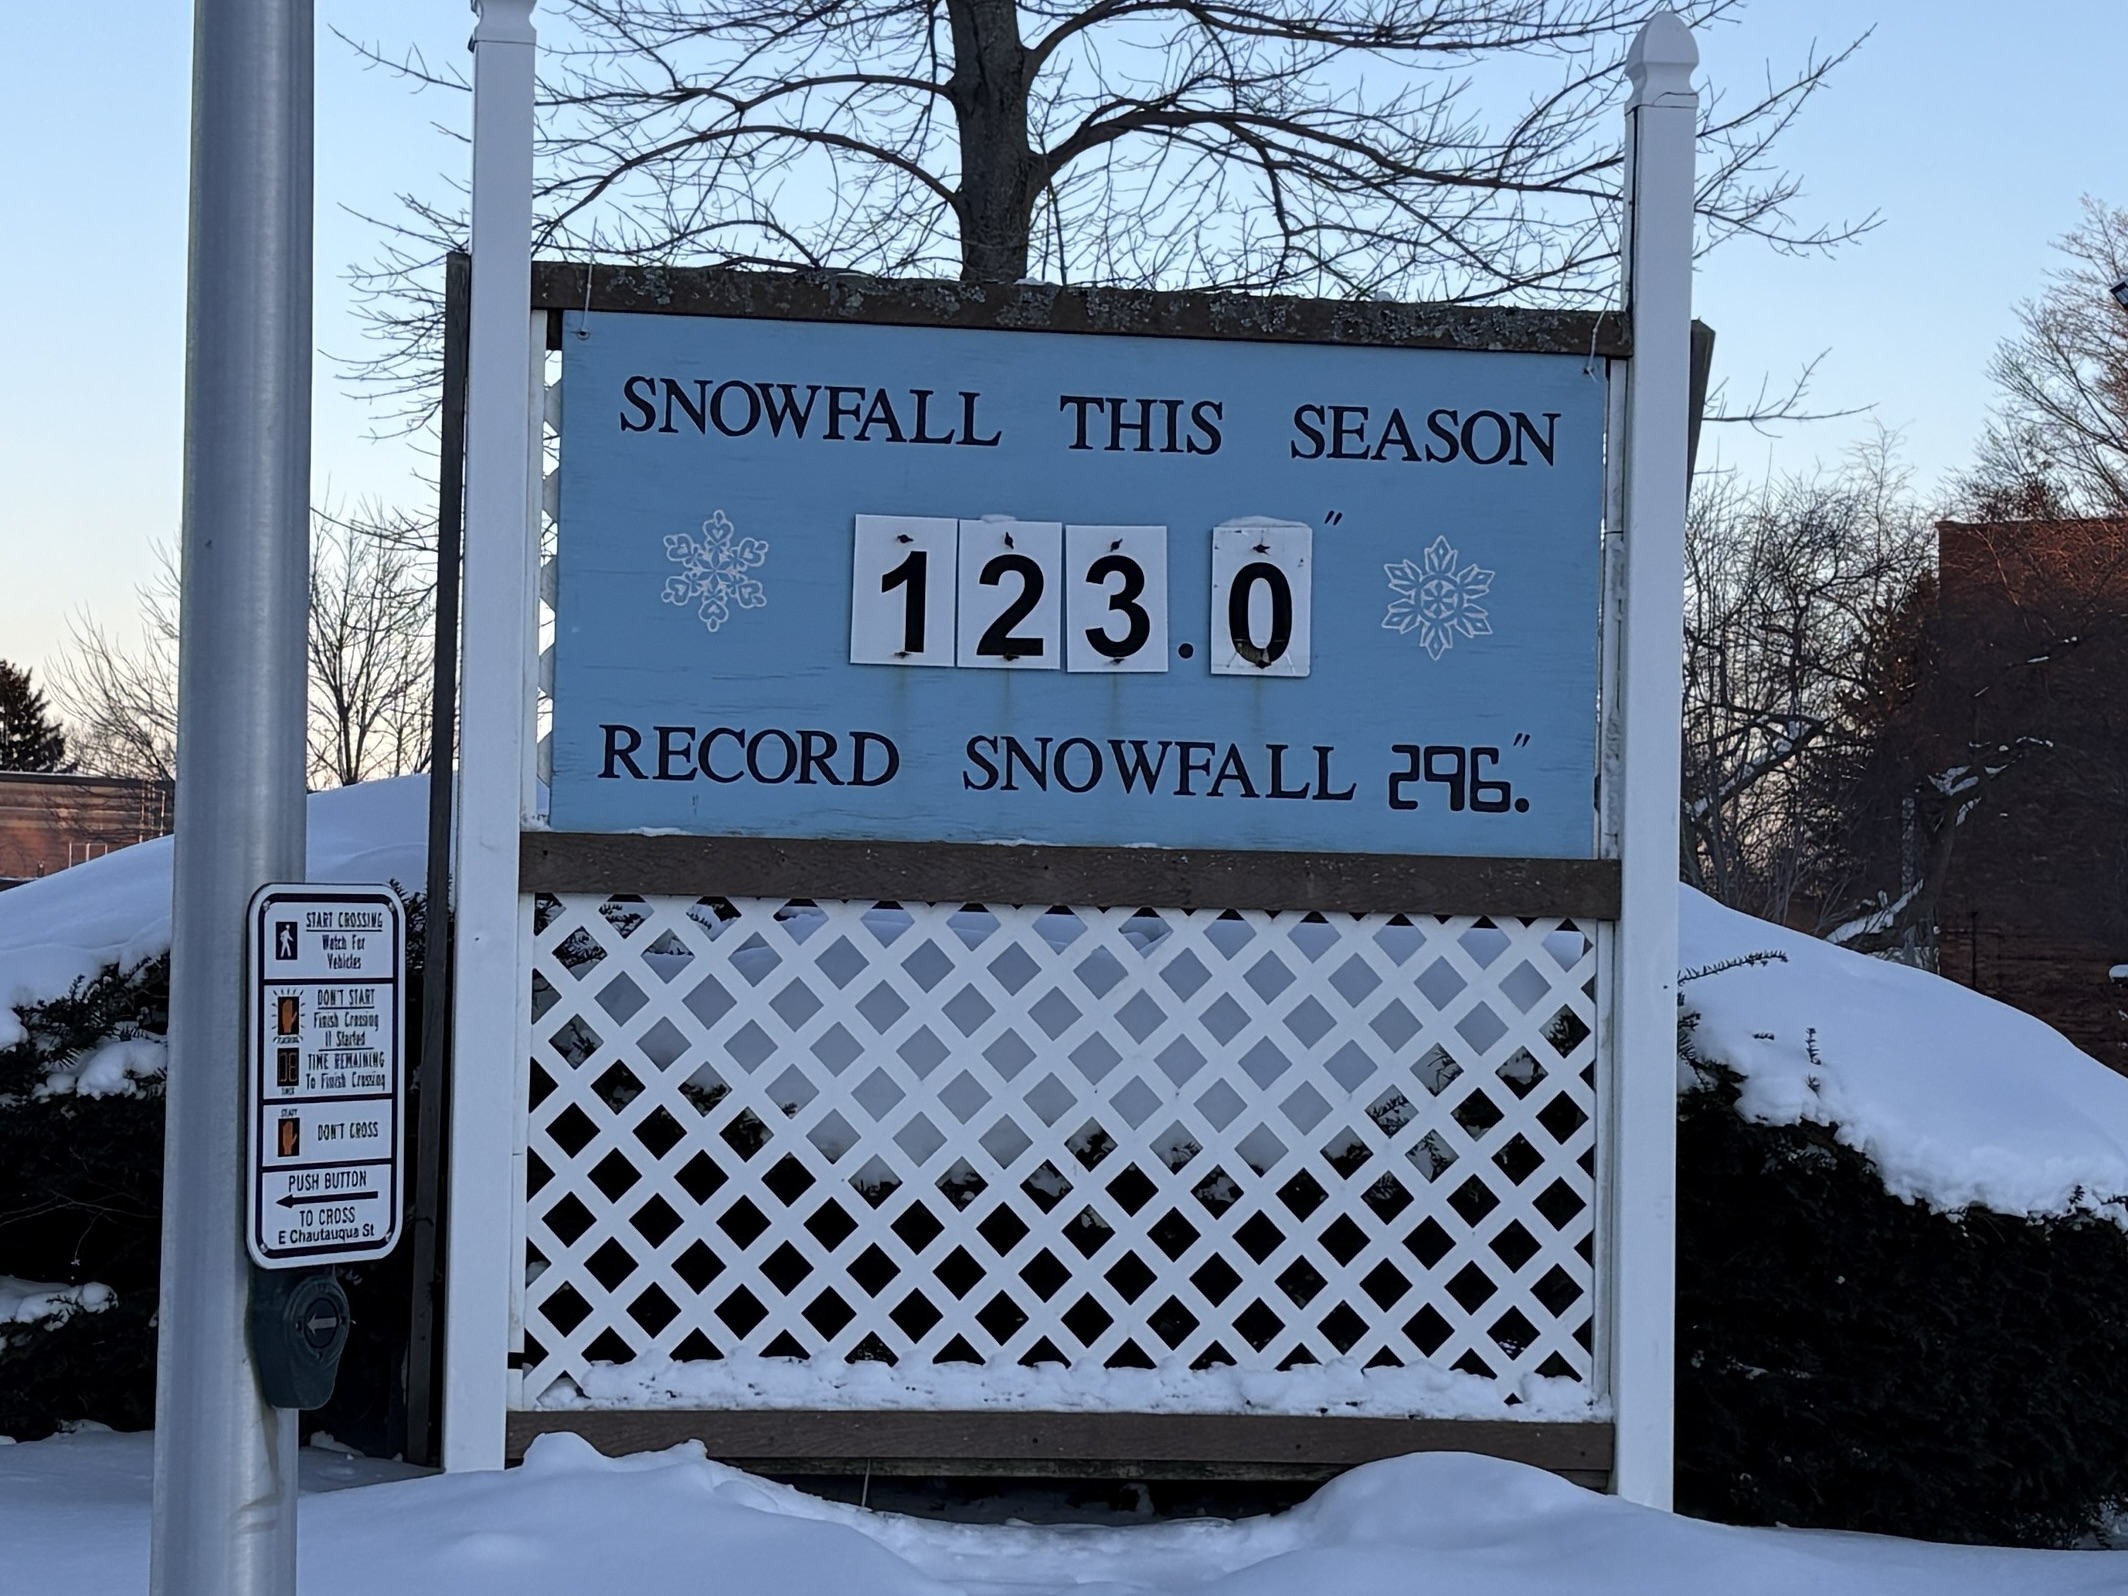 SNOWFALL THIS SEASON
123.0"
RECORD SNOWFALL 296."
START CROSSING
Watch For
Vehicles
DON'T START
Finish Crossing
If Started
TIME REMAINING
To Finish Crossing
DON'T CROSS
PUSH BUTTON
TO CROSS
E Chautauqua St